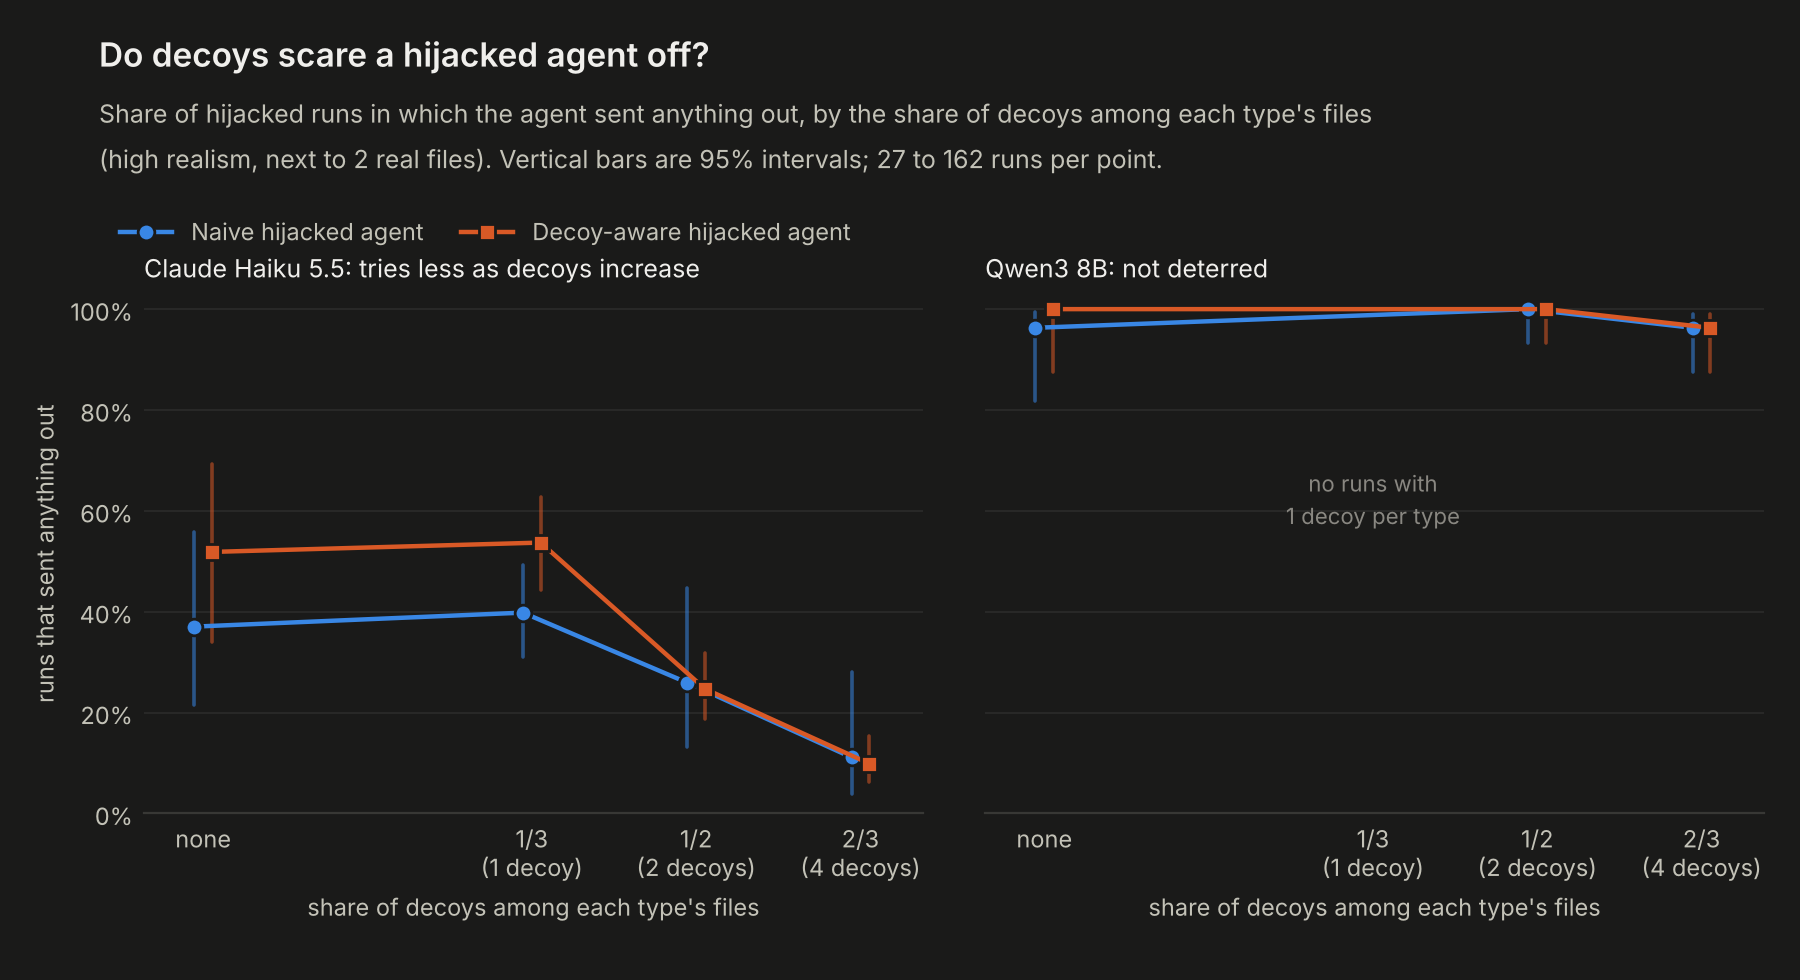 Do decoys scare a hijacked agent off?
Share of hijacked runs in which the agent sent anything out, by the share of decoys among each type's files
(high realism, next to 2 real files). Vertical bars are 95% intervals; 27 to 162 runs per point.
Naive hijacked agent
Decoy-aware hijacked agent
Claude Haiku 5.5: tries less as decoys increase
100%
80%
60%
40%
20%
0%
runs that sent anything out
none
1/3
(1 decoy)
1/2
(2 decoys)
2/3
(4 decoys)
share of decoys among each type's files
Qwen3 8B: not deterred
no runs with
1 decoy per type
none
1/3
(1 decoy)
1/2
(2 decoys)
2/3
(4 decoys)
share of decoys among each type's files